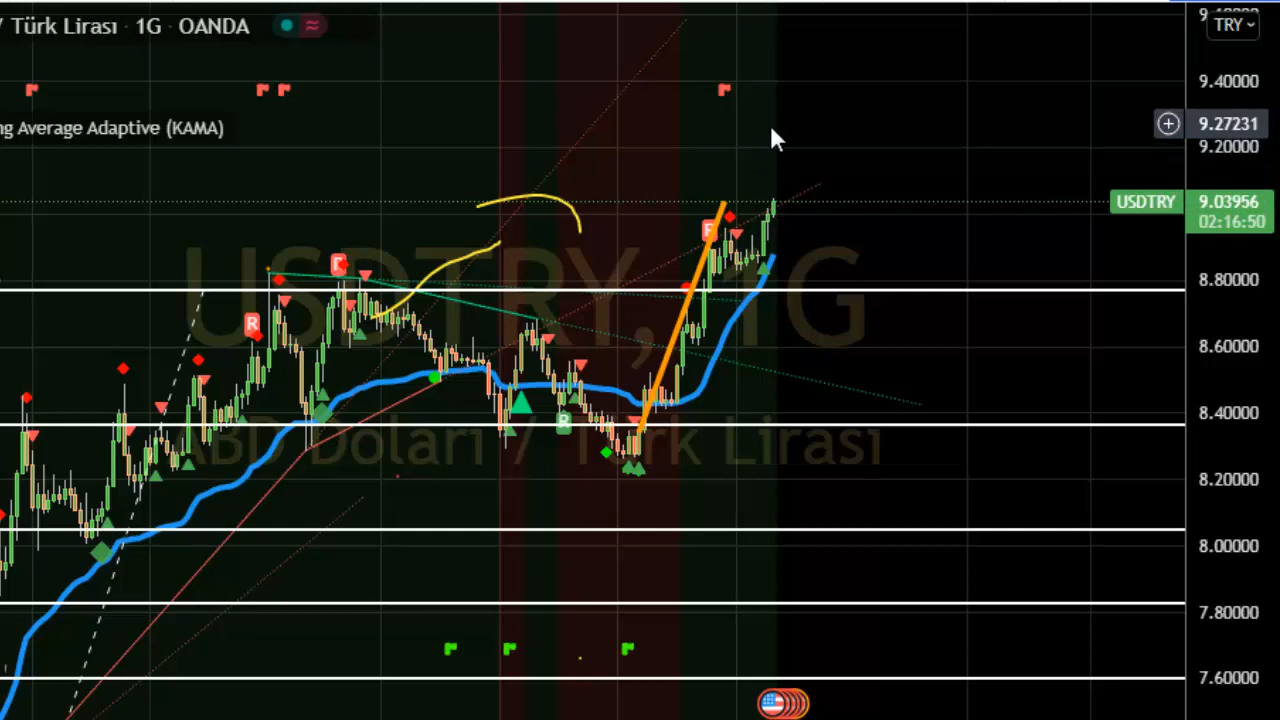 / Türk Lirası · 1G · OANDA
TRY
9.40000
ng Average Adaptive (KAMA)
9.27231
9.20000
USDTRY 9.03956
02:16:50
R
R
R
R
USDTRY, 1G
8.80000
8.60000
8.40000
ABD Doları / Türk Lirası
8.20000
8.00000
7.80000
7.60000